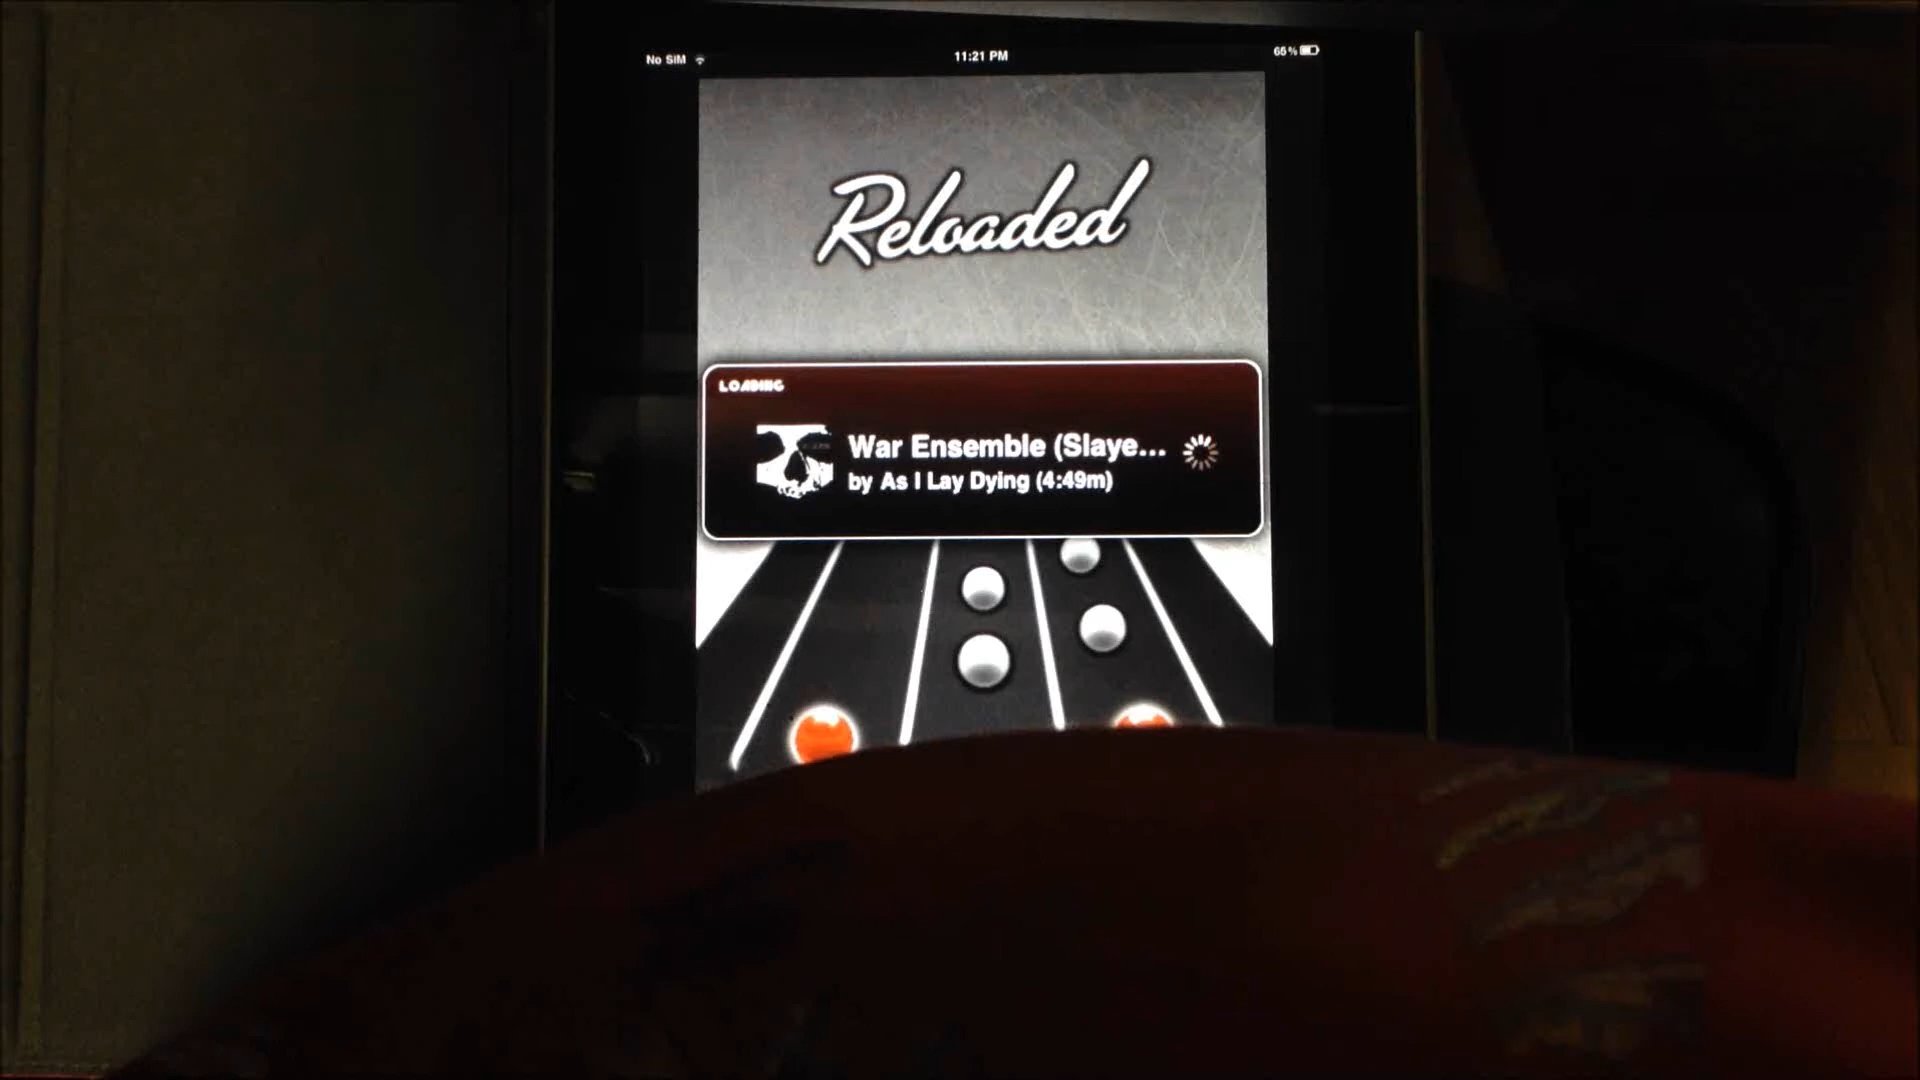 No SIM
11:21 PM
65%
Reloaded
LOADING
War Ensemble (Slaye...
by As I Lay Dying (4:49m)